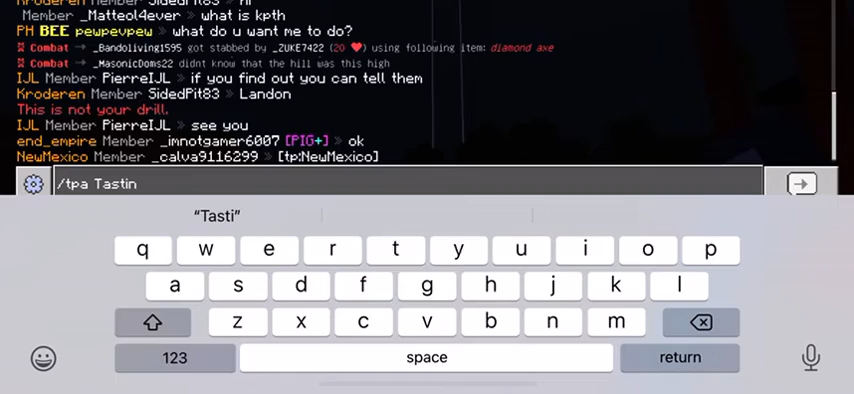 Kroderen SidedPit83 » Hi
Member _Matteol4ever » what is kpth
PH BEE pewpevpew » what do u want me to do?
Combat → _Bandoliving1595 got stabbed by _ZUKE7422 (20 ❤) using following item: diamond axe
Combat → _MasonicDoms22 didnt know that the hill was this high
IJL Member PierreIJL » if you find out you can tell them
Kroderen Member SidedPit83 » Landon
This is not your drill.
IJL Member PierreIJL » see you
end_empire Member _imnotgamer6007 [PIG+] » ok
NewMexico Member _calva9116299 » [tp:NewMexico]
/tpa Tastin
“Tasti”
q w e r t y u i o p
a s d f g h j k l
z x c v b n m
123 space return